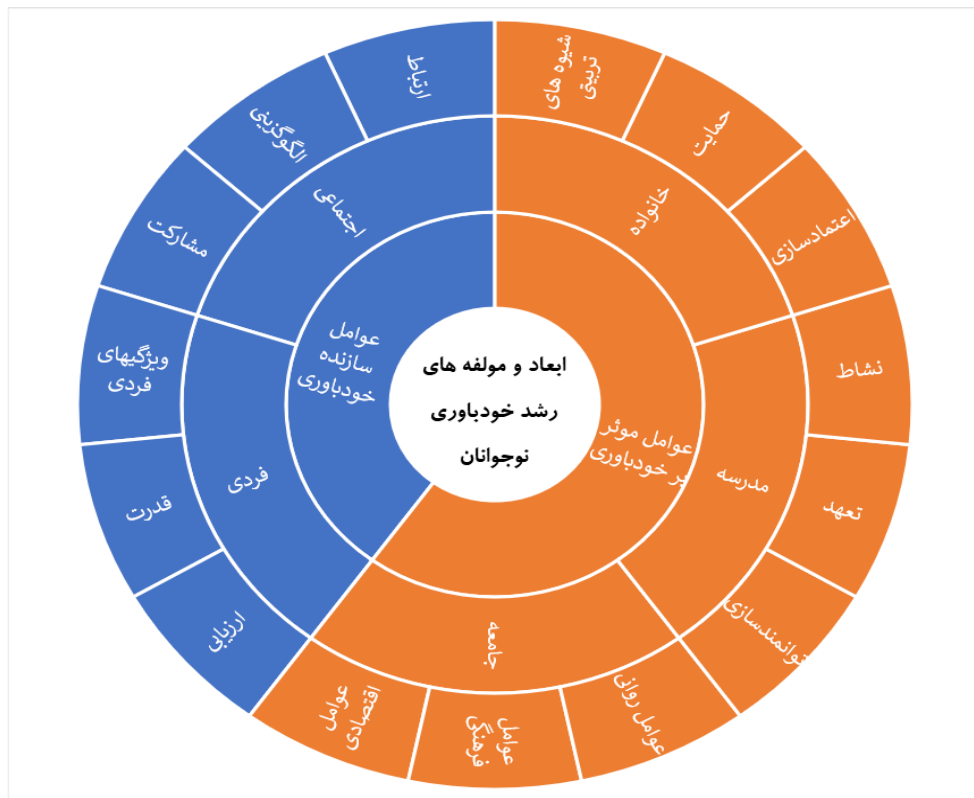 ابعاد و مولفه های
رشد خودباوری
نوجوانان
عوامل موثر
بر خودباوری
خانواده
شیوه های
تربیتی
حمایت
اعتمادسازی
مدرسه
نشاط
تعهد
توانمندسازی
جامعه
عوامل روانی
عوامل
فرهنگی
عوامل
اقتصادی
عوامل
سازنده
خودباوری
فردی
ارزیابی
قدرت
ویژگیهای
فردی
اجتماعی
مشارکت
الگوگزینی
ارتباط